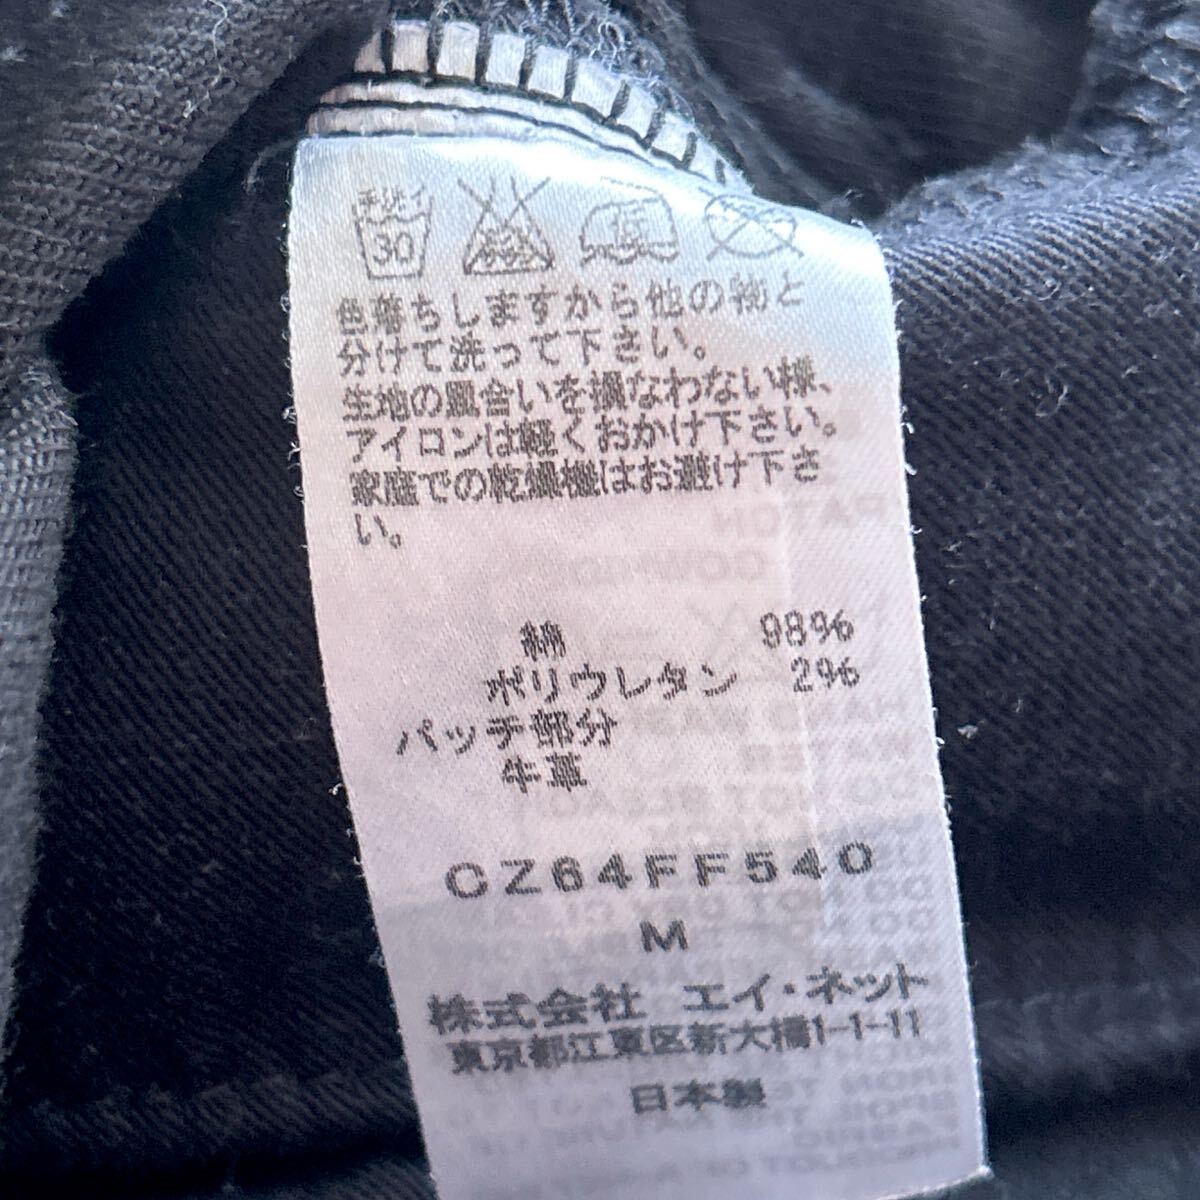 手洗イ
30
低
色落ちしますから他の物と
分けて洗って下さい。
生地の風合いを損なわない様、
アイロンは軽くおかけ下さい。
家庭での乾燥機はお避け下さ
い。
綿 98%
ポリウレタン 2%
パッチ部分
牛革
CZ64FF540
M
株式会社 エイ・ネット
東京都江東区新大橋1-1-11
日本製